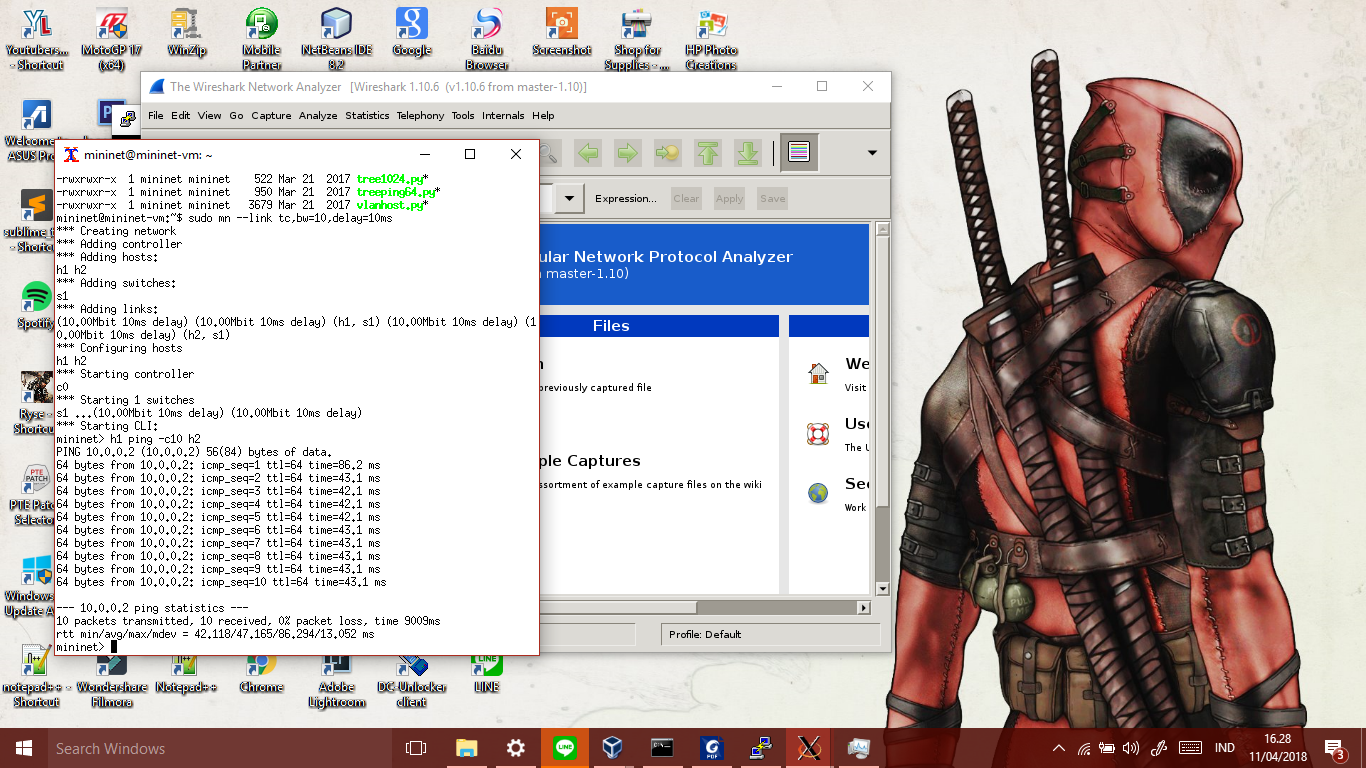 Youtubers... - Shortcut
MotoGP 17 (x64)
WinZip
Mobile Partner
NetBeans IDE 8.2
Google
Baidu Browser
Screenshot
Shop for Supplies - ...
HP Photo Creations
The Wireshark Network Analyzer [Wireshark 1.10.6 (v1.10.6 from master-1.10)]
File Edit View Go Capture Analyze Statistics Telephony Tools Internals Help
Expression... Clear Apply Save
ular Network Protocol Analyzer
master-1.10)
Files
previously captured file
ple Captures
ssortment of example capture files on the wiki
We
Visit
Use
The U
Sec
Work
Profile: Default
mininet@mininet-vm: ~
-rwxrwxr-x 1 mininet mininet 522 Mar 21 2017 tree1024.py*
-rwxrwxr-x 1 mininet mininet 950 Mar 21 2017 treeping64.py*
-rwxrwxr-x 1 mininet mininet 3679 Mar 21 2017 vlanhost.py*
mininet@mininet-vm:~$ sudo mn --link tc,bw=10,delay=10ms
*** Creating network
*** Adding controller
*** Adding hosts:
h1 h2
*** Adding switches:
s1
*** Adding links:
(10.00Mbit 10ms delay) (10.00Mbit 10ms delay) (h1, s1) (10.00Mbit 10ms delay) (1
0.00Mbit 10ms delay) (h2, s1)
*** Configuring hosts
h1 h2
*** Starting controller
c0
*** Starting 1 switches
s1 ...(10.00Mbit 10ms delay) (10.00Mbit 10ms delay)
*** Starting CLI:
mininet> h1 ping -c10 h2
PING 10.0.0.2 (10.0.0.2) 56(84) bytes of data.
64 bytes from 10.0.0.2: icmp_seq=1 ttl=64 time=86.2 ms
64 bytes from 10.0.0.2: icmp_seq=2 ttl=64 time=43.1 ms
64 bytes from 10.0.0.2: icmp_seq=3 ttl=64 time=42.1 ms
64 bytes from 10.0.0.2: icmp_seq=4 ttl=64 time=42.1 ms
64 bytes from 10.0.0.2: icmp_seq=5 ttl=64 time=42.1 ms
64 bytes from 10.0.0.2: icmp_seq=6 ttl=64 time=43.1 ms
64 bytes from 10.0.0.2: icmp_seq=7 ttl=64 time=43.1 ms
64 bytes from 10.0.0.2: icmp_seq=8 ttl=64 time=43.1 ms
64 bytes from 10.0.0.2: icmp_seq=9 ttl=64 time=43.1 ms
64 bytes from 10.0.0.2: icmp_seq=10 ttl=64 time=43.1 ms
--- 10.0.0.2 ping statistics ---
10 packets transmitted, 10 received, 0% packet loss, time 9009ms
rtt min/avg/max/mdev = 42.118/47.165/86.294/13.052 ms
mininet>
Welcome
ASUS Pro
sublime_t
- Shortcut
Spotify
Ryse -
Shortcut
PTE Patc
Selector
Windows
Update A
notepad++ - Shortcut
Wondershare Filmora
Notepad++
Chrome
Adobe Lightroom
DC-Unlocker client
LINE
Search Windows
IND
16.28
11/04/2018
3